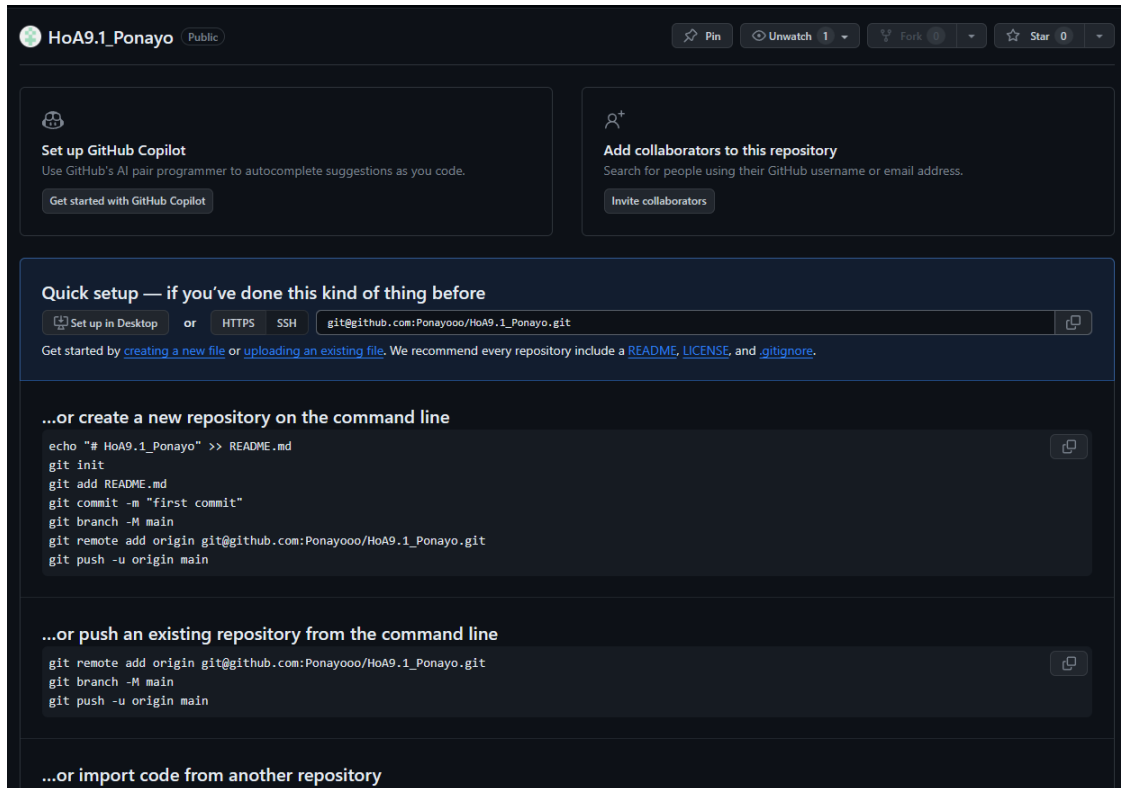 HoA9.1_Ponayo Public
Pin
Unwatch 1
Fork 0
Star 0
Set up GitHub Copilot
Use GitHub's AI pair programmer to autocomplete suggestions as you code.
Get started with GitHub Copilot
Add collaborators to this repository
Search for people using their GitHub username or email address.
Invite collaborators
Quick setup — if you've done this kind of thing before
Set up in Desktop or HTTPS SSH git@github.com:Ponayooo/HoA9.1_Ponayo.git
Get started by creating a new file or uploading an existing file. We recommend every repository include a README, LICENSE, and .gitignore.
…or create a new repository on the command line
echo "# HoA9.1_Ponayo" >> README.md
git init
git add README.md
git commit -m "first commit"
git branch -M main
git remote add origin git@github.com:Ponayooo/HoA9.1_Ponayo.git
git push -u origin main
…or push an existing repository from the command line
git remote add origin git@github.com:Ponayooo/HoA9.1_Ponayo.git
git branch -M main
git push -u origin main
…or import code from another repository